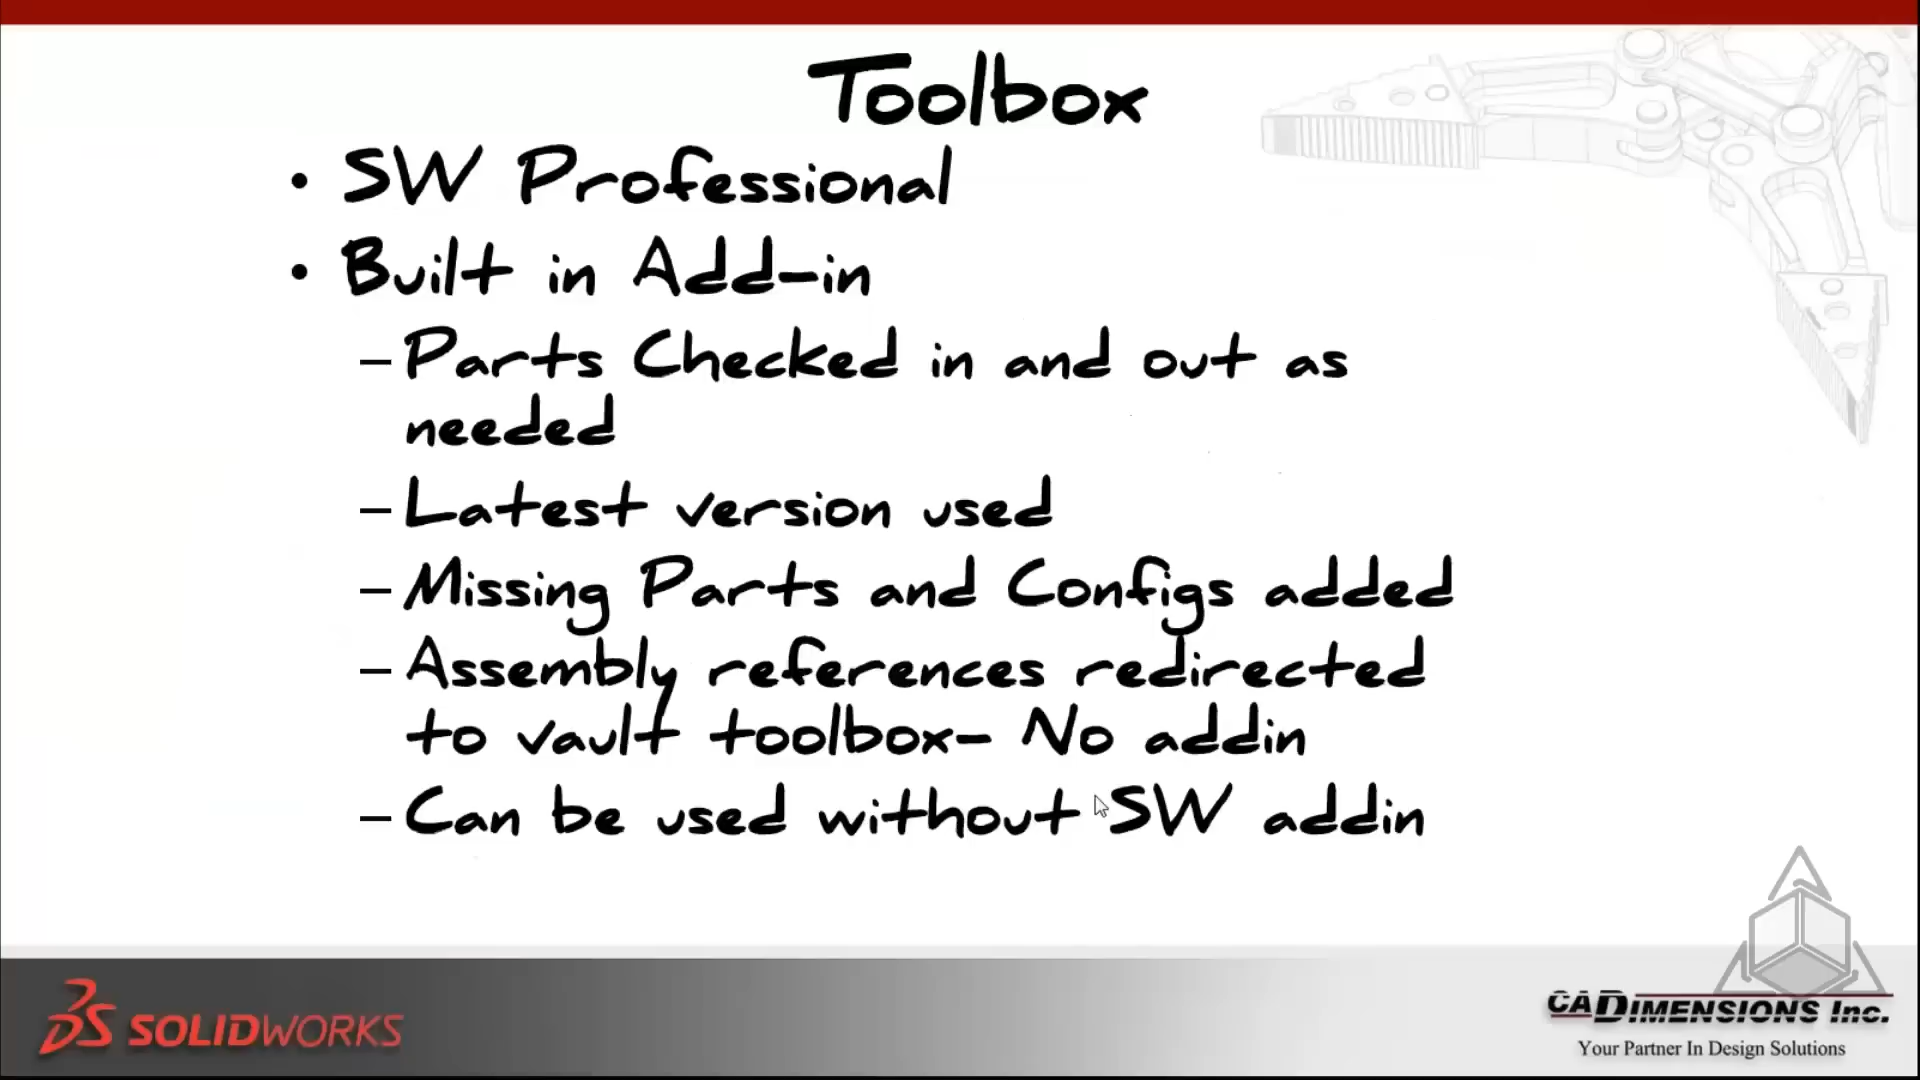 Toolbox
• SW Professional
• Built in Add-in
– Parts Checked in and out as
needed
– Latest version used
– Missing Parts and Configs added
– Assembly references redirected
to vault toolbox– No addin
– Can be used without SW addin
SOLIDWORKS
CADIMENSIONS Inc.
Your Partner In Design Solutions